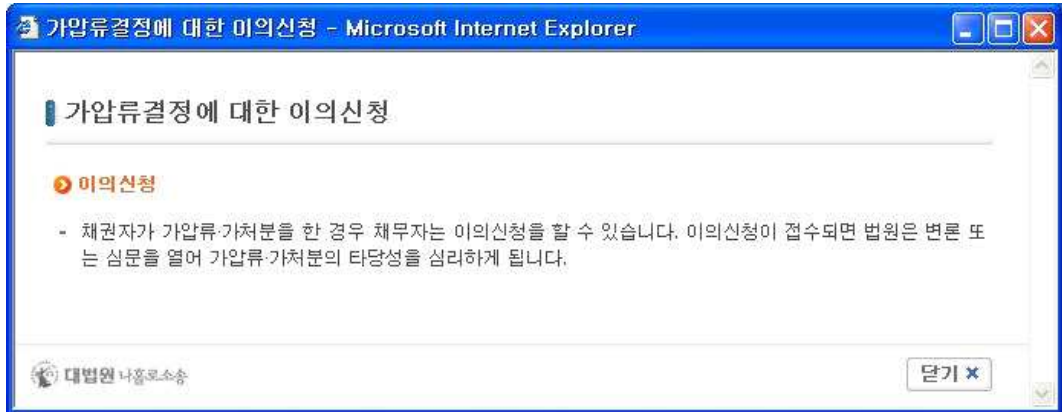 가압류결정에 대한 이의신청 - Microsoft Internet Explorer
가압류결정에 대한 이의신청
이의신청
- 채권자가 가압류·가처분을 한 경우 채무자는 이의신청을 할 수 있습니다. 이의신청이 접수되면 법원은 변론 또
는 심문을 열어 가압류·가처분의 타당성을 심리하게 됩니다.
대법원 나홀로소송
닫기 ×